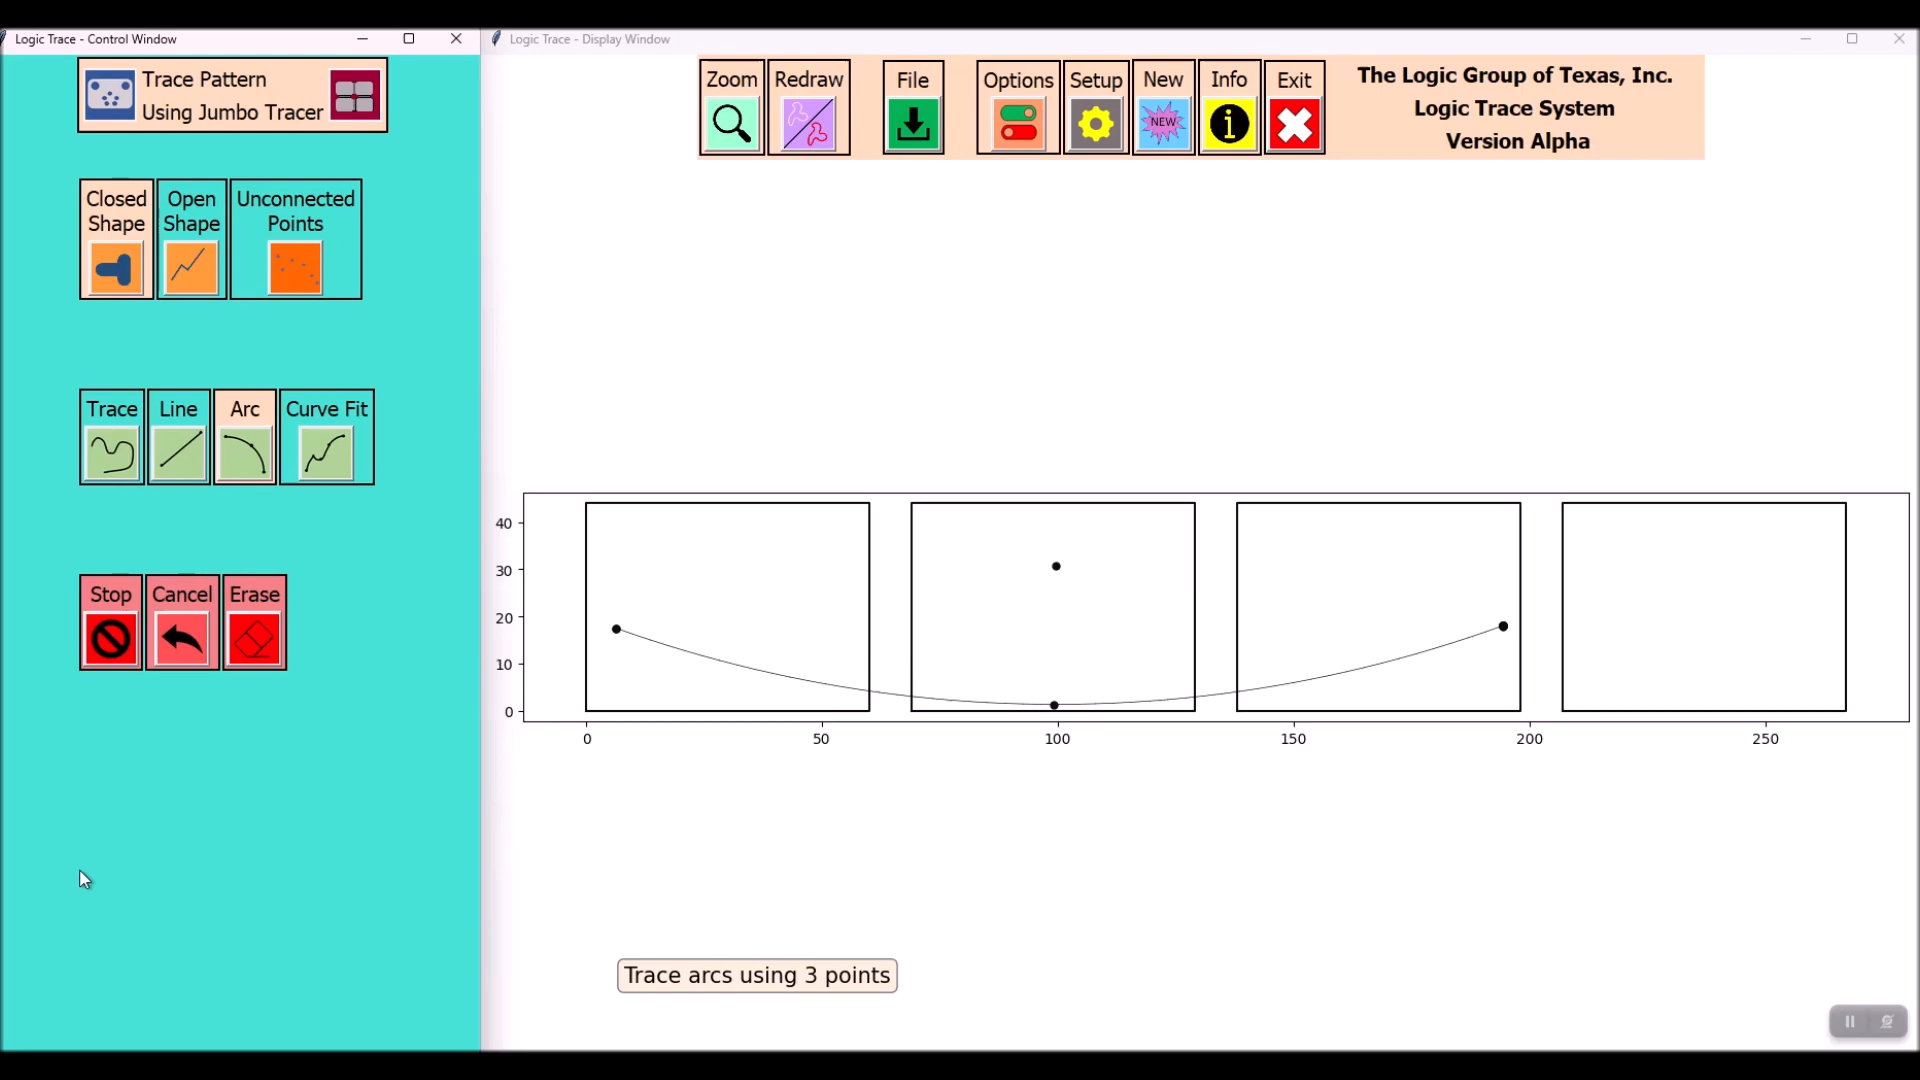 Logic Trace - Control Window
Logic Trace - Display Window
Trace Pattern
Using Jumbo Tracer
Closed
Shape
Open
Shape
Unconnected
Points
Trace
Line
Arc
Curve Fit
Stop
Cancel
Erase
Zoom
Redraw
File
Options
Setup
New
NEW
Info
Exit
The Logic Group of Texas, Inc.
Logic Trace System
Version Alpha
40
30
20
10
0
0 50 100 150 200 250
Trace arcs using 3 points